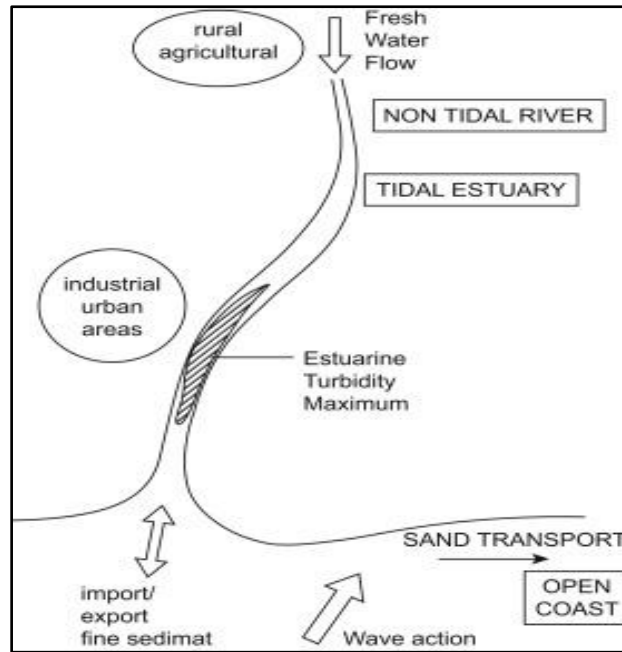 rural
agricultural
Fresh
Water
Flow
NON TIDAL RIVER
TIDAL ESTUARY
industrial
urban
areas
Estuarine
Turbidity
Maximum
SAND TRANSPORT
OPEN
COAST
import/
export
fine sedimat
Wave action